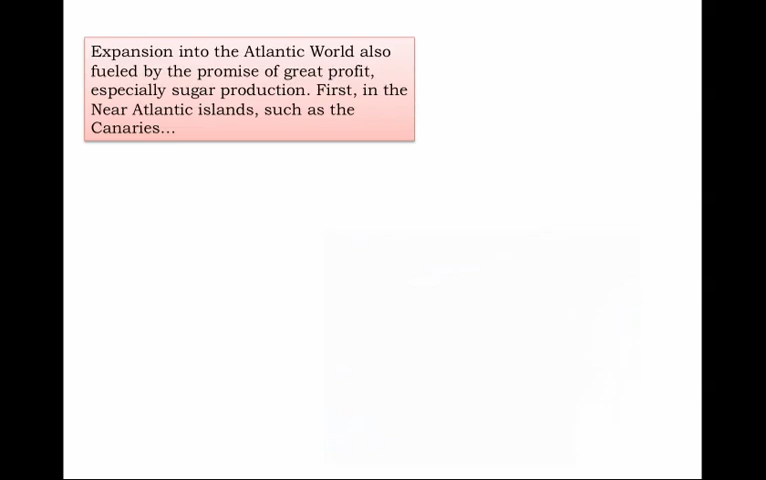 Expansion into the Atlantic World also
fueled by the promise of great profit,
especially sugar production. First, in the
Near Atlantic islands, such as the
Canaries…